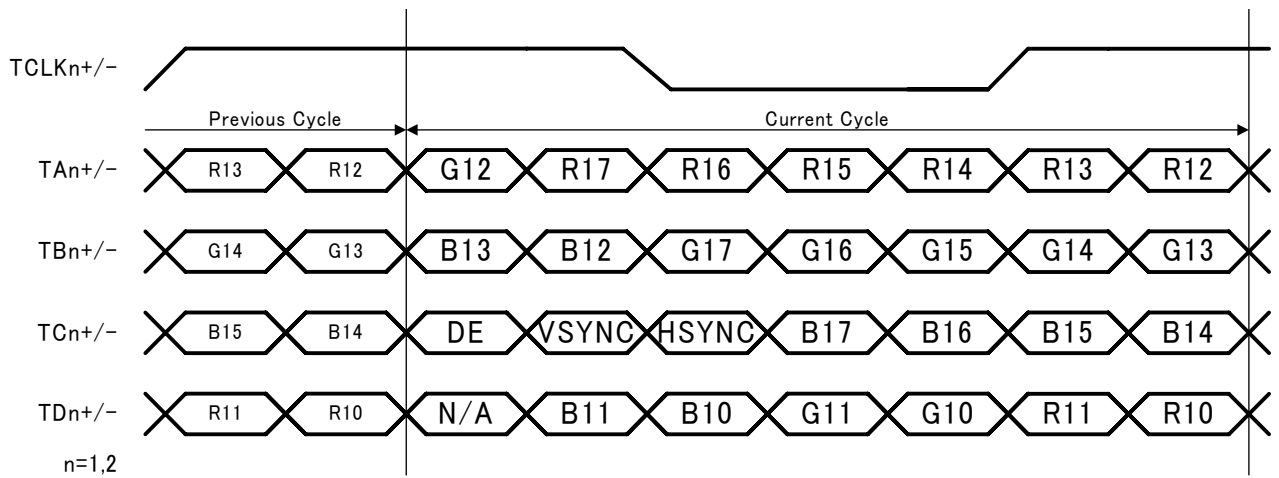 TCLKn+/-
Previous Cycle Current Cycle
TAn+/- R13 R12 G12 R17 R16 R15 R14 R13 R12
TBn+/- G14 G13 B13 B12 G17 G16 G15 G14 G13
TCn+/- B15 B14 DE VSYNC HSYNC B17 B16 B15 B14
TDn+/- R11 R10 N/A B11 B10 G11 G10 R11 R10
n=1,2